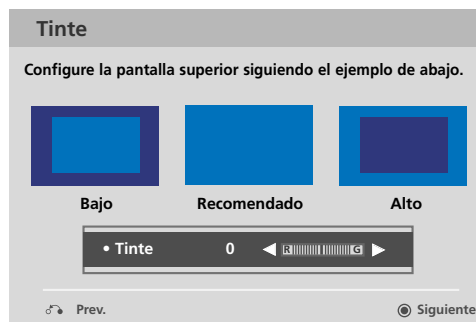 Tinte
Configure la pantalla superior siguiendo el ejemplo de abajo.
Bajo Recomendado Alto
• Tinte 0 ◀ R G ▶
Prev. Siguiente